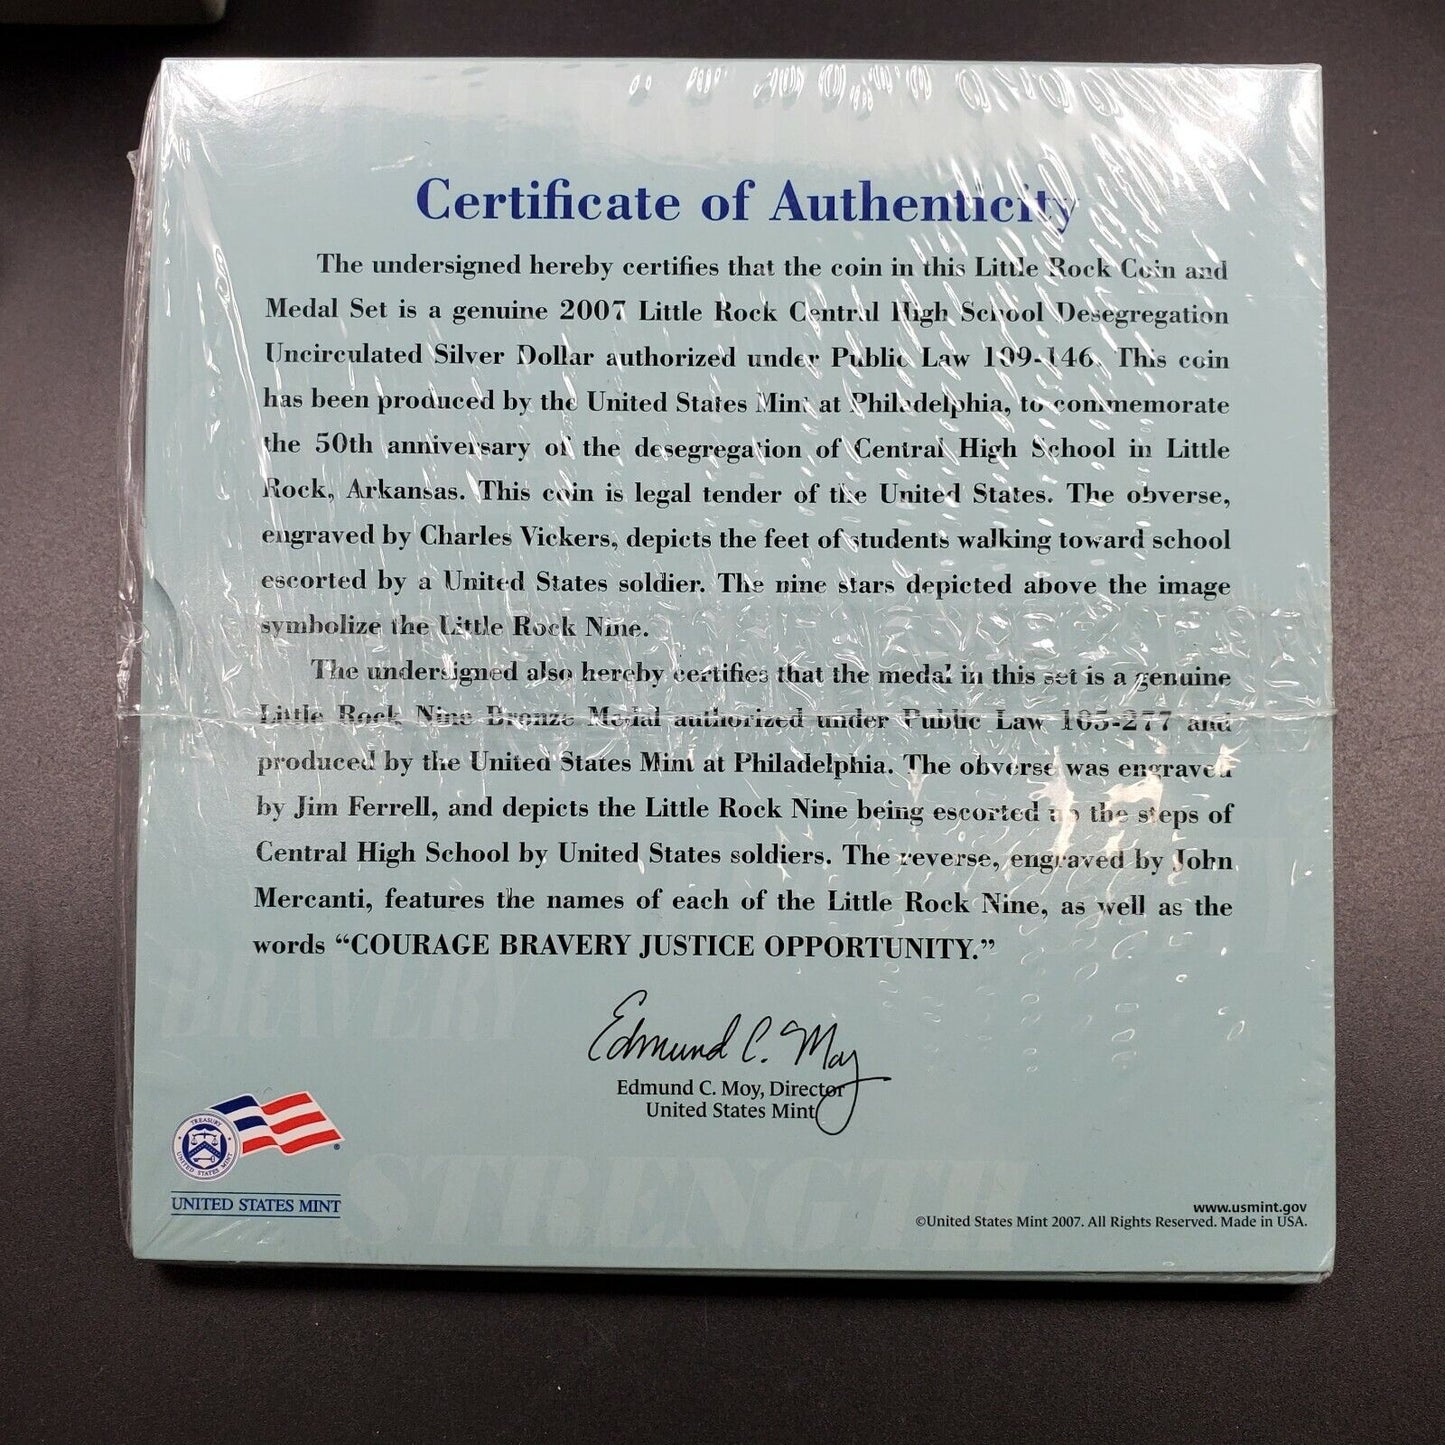 Certificate of Authenticity
The undersigned hereby certifies that the coin in this Little Rock Coin and
Medal Set is a genuine 2007 Little Rock Central High School Desegregation
Uncirculated Silver Dollar authorized under Public Law 109-146. This coin
has been produced by the United States Mint at Philadelphia, to commemorate
the 50th anniversary of the desegregation of Central High School in Little
Rock, Arkansas. This coin is legal tender of the United States. The obverse,
engraved by Charles Vickers, depicts the feet of students walking toward school
escorted by a United States soldier. The nine stars depicted above the image
symbolize the Little Rock Nine.
The undersigned also hereby certifies that the medal in this set is a genuine
Little Rock Nine Bronze Medal authorized under Public Law 105-277 and
produced by the United States Mint at Philadelphia. The obverse was engraved
by Jim Ferrell, and depicts the Little Rock Nine being escorted up the steps of
Central High School by United States soldiers. The reverse, engraved by John
Mercanti, features the names of each of the Little Rock Nine, as well as the
words “COURAGE BRAVERY JUSTICE OPPORTUNITY.”
BRAVERY
Edmund C. Moy
Edmund C. Moy, Director
United States Mint
TREASURY
UNITED STATES MINT
STRENGTH
UNITED STATES MINT
www.usmint.gov
©United States Mint 2007. All Rights Reserved. Made in USA.